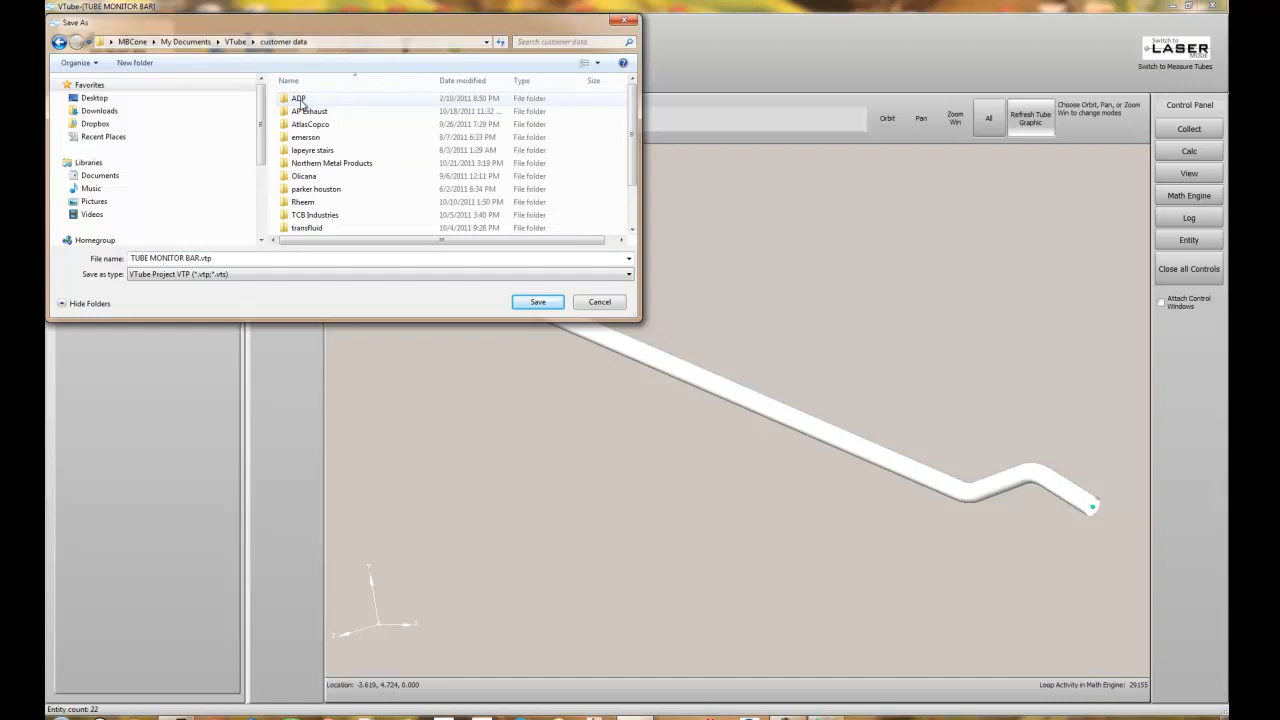 VTube-[TUBE MONITOR BAR]
Save As
MBCone
My Documents
VTube
customer data
Search customer data
Organize
New folder
Name
Date modified
Type
Size
Favorites
Desktop
Downloads
Dropbox
Recent Places
Libraries
Documents
Music
Pictures
Videos
Homegroup
ADP 2/10/2011 8:50 PM File folder
AP Exhaust 10/18/2011 11:32 ... File folder
AtlasCopco 9/26/2011 7:29 PM File folder
emerson 8/7/2011 6:33 PM File folder
lapeyre stairs 8/3/2011 1:29 AM File folder
Northern Metal Products 10/21/2011 3:19 PM File folder
Olicana 9/6/2011 12:11 PM File folder
parker houston 6/2/2011 6:34 PM File folder
Rheem 10/10/2011 1:50 PM File folder
TCB Industries 10/5/2011 3:40 PM File folder
transfluid 10/4/2011 9:26 PM File folder
File name: TUBE MONITOR BAR.vtp
Save as type: VTube Project VTP (*.vtp;*.vts)
Hide Folders
Save
Cancel
Switch to
LASER
MODE
Switch to Measure Tubes
Orbit
Pan
Zoom
Win
All
Refresh Tube
Graphic
Choose Orbit, Pan, or Zoom
Win to change modes
Control Panel
Collect
Calc
View
Math Engine
Log
Entity
Close all Controls
Attach Control
Windows
Y
Z
X
Location: -3.619, 4.724, 0.000
Loop Activity in Math Engine: 29155
Entity count: 22